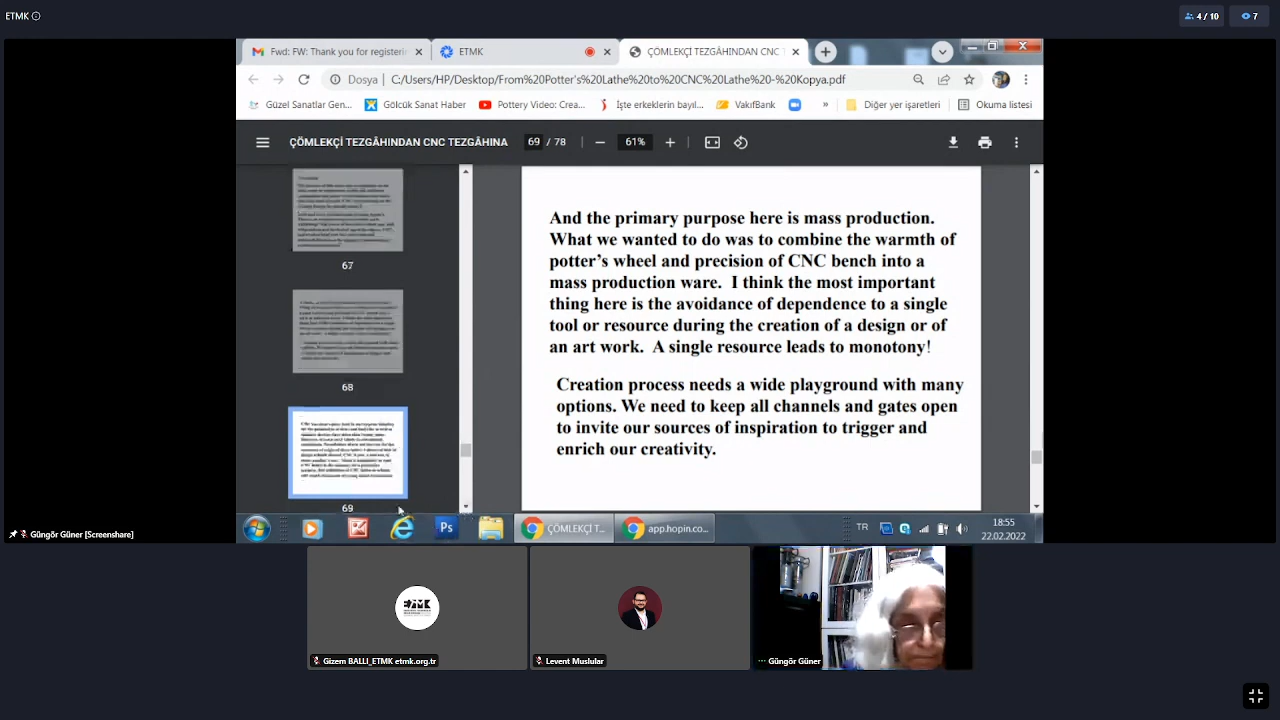 ETMK
4 / 10
7
Fwd: FW: Thank you for registerin
ETMK
ÇÖMLEKÇİ TEZGÂHINDAN CNC T
Dosya
C:/Users/HP/Desktop/From%20Potter's%20Lathe%20to%20CNC%20Lathe%20-%20Kopya.pdf
Güzel Sanatlar Gen...
Gölcük Sanat Haber
Pottery Video: Crea...
İşte erkeklerin bayıl...
VakıfBank
»
Diğer yer işaretleri
Okuma listesi
ÇÖMLEKÇİ TEZGÂHINDAN CNC TEZGÂHINA
69 / 78
61%
67
68
69
And the primary purpose here is mass production.
What we wanted to do was to combine the warmth of
potter's wheel and precision of CNC bench into a
mass production ware. I think the most important
thing here is the avoidance of dependence to a single
tool or resource during the creation of a design or of
an art work. A single resource leads to monotony!
Creation process needs a wide playground with many
options. We need to keep all channels and gates open
to invite our sources of inspiration to trigger and
enrich our creativity.
Güngör Güner [Screenshare]
Ps
ÇÖMLEKÇİ T...
app.hopin.co...
TR
18:55
22.02.2022
ETMK
Gizem BALLI_ETMK etmk.org.tr
Levent Muslular
Güngör Güner